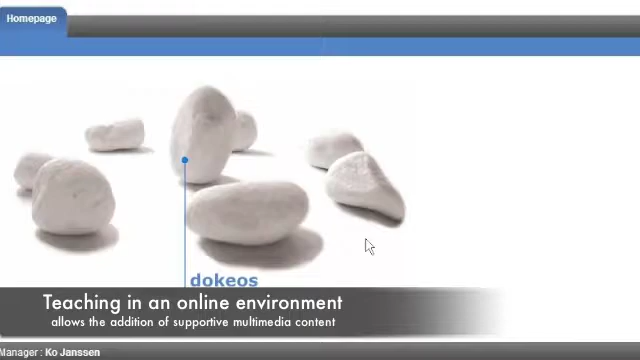 Homepage
dokeos
Teaching in an online environment
allows the addition of supportive multimedia content
Manager : Ko Janssen